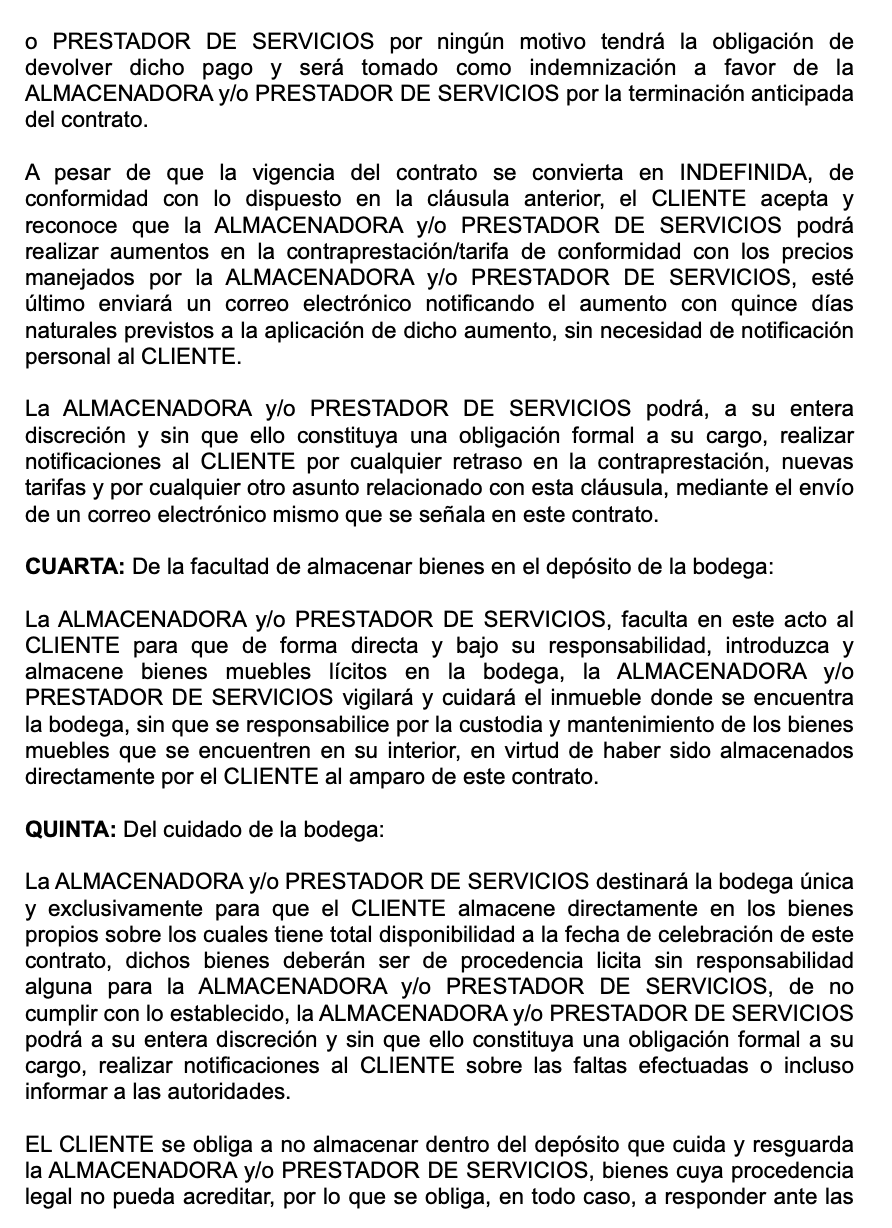 o PRESTADOR DE SERVICIOS por ningún motivo tendrá la obligación de
devolver dicho pago y será tomado como indemnización a favor de la
ALMACENADORA y/o PRESTADOR DE SERVICIOS por la terminación anticipada
del contrato.
A pesar de que la vigencia del contrato se convierta en INDEFINIDA, de
conformidad con lo dispuesto en la cláusula anterior, el CLIENTE acepta y
reconoce que la ALMACENADORA y/o PRESTADOR DE SERVICIOS podrá
realizar aumentos en la contraprestación/tarifa de conformidad con los precios
manejados por la ALMACENADORA y/o PRESTADOR DE SERVICIOS, esté
último enviará un correo electrónico notificando el aumento con quince días
naturales previstos a la aplicación de dicho aumento, sin necesidad de notificación
personal al CLIENTE.
La ALMACENADORA y/o PRESTADOR DE SERVICIOS podrá, a su entera
discreción y sin que ello constituya una obligación formal a su cargo, realizar
notificaciones al CLIENTE por cualquier retraso en la contraprestación, nuevas
tarifas y por cualquier otro asunto relacionado con esta cláusula, mediante el envío
de un correo electrónico mismo que se señala en este contrato.
CUARTA: De la facultad de almacenar bienes en el depósito de la bodega:
La ALMACENADORA y/o PRESTADOR DE SERVICIOS, faculta en este acto al
CLIENTE para que de forma directa y bajo su responsabilidad, introduzca y
almacene bienes muebles lícitos en la bodega, la ALMACENADORA y/o
PRESTADOR DE SERVICIOS vigilará y cuidará el inmueble donde se encuentra
la bodega, sin que se responsabilice por la custodia y mantenimiento de los bienes
muebles que se encuentren en su interior, en virtud de haber sido almacenados
directamente por el CLIENTE al amparo de este contrato.
QUINTA: Del cuidado de la bodega:
La ALMACENADORA y/o PRESTADOR DE SERVICIOS destinará la bodega única
y exclusivamente para que el CLIENTE almacene directamente en los bienes
propios sobre los cuales tiene total disponibilidad a la fecha de celebración de este
contrato, dichos bienes deberán ser de procedencia licita sin responsabilidad
alguna para la ALMACENADORA y/o PRESTADOR DE SERVICIOS, de no
cumplir con lo establecido, la ALMACENADORA y/o PRESTADOR DE SERVICIOS
podrá a su entera discreción y sin que ello constituya una obligación formal a su
cargo, realizar notificaciones al CLIENTE sobre las faltas efectuadas o incluso
informar a las autoridades.
EL CLIENTE se obliga a no almacenar dentro del depósito que cuida y resguarda
la ALMACENADORA y/o PRESTADOR DE SERVICIOS, bienes cuya procedencia
legal no pueda acreditar, por lo que se obliga, en todo caso, a responder ante las